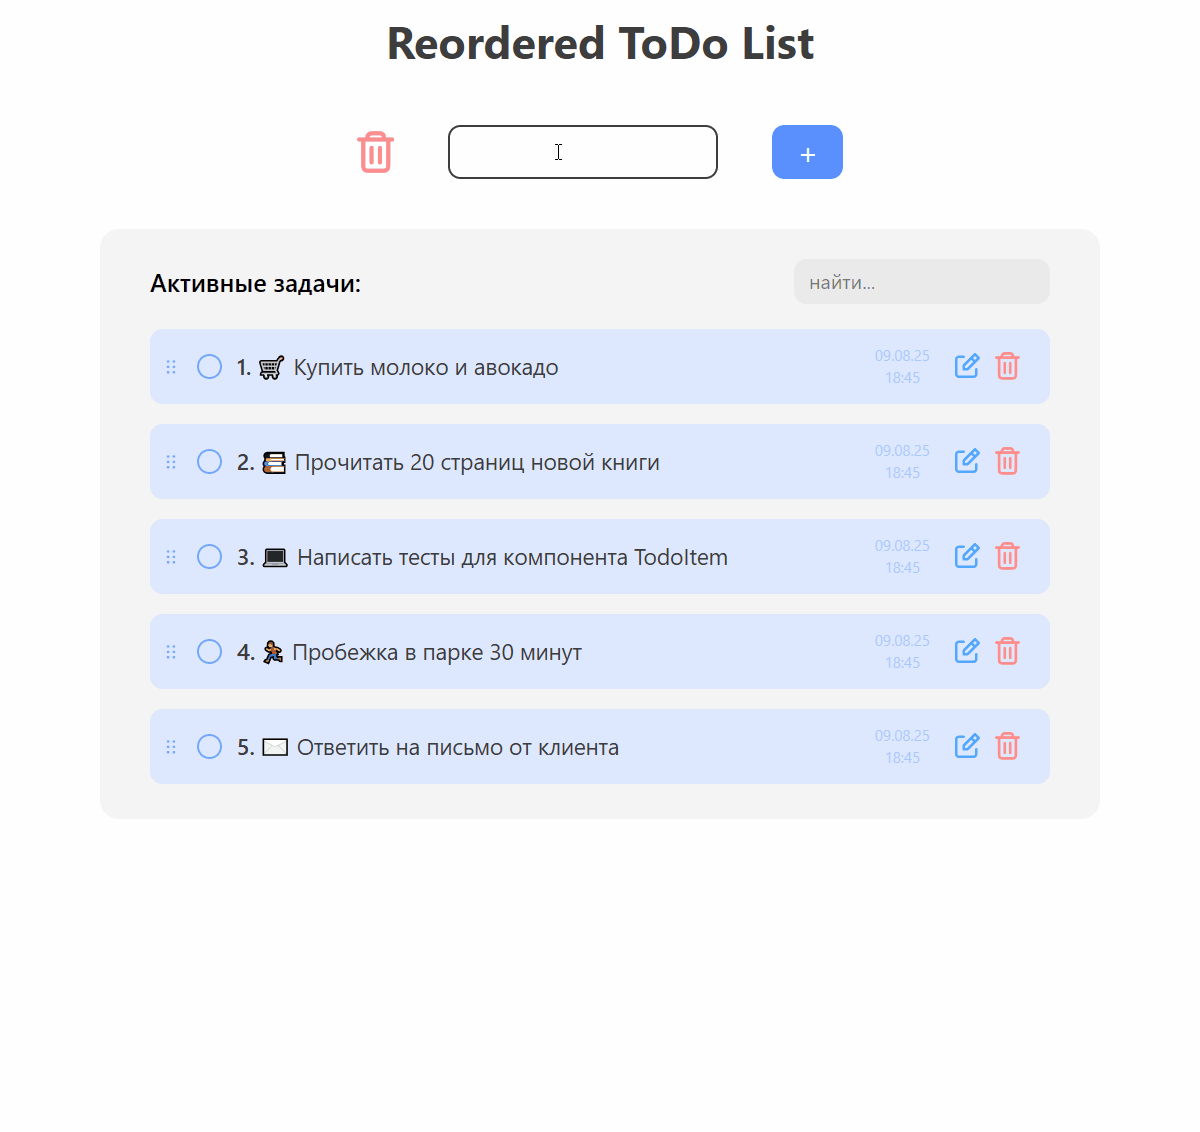 Reordered ToDo List
+
Активные задачи:
найти...
1. 🛒 Купить молоко и авокадо
09.08.25
18:45
2. 📚 Прочитать 20 страниц новой книги
09.08.25
18:45
3. 💻 Написать тесты для компонента TodoItem
09.08.25
18:45
4. 🏃 Пробежка в парке 30 минут
09.08.25
18:45
5. ✉️ Ответить на письмо от клиента
09.08.25
18:45